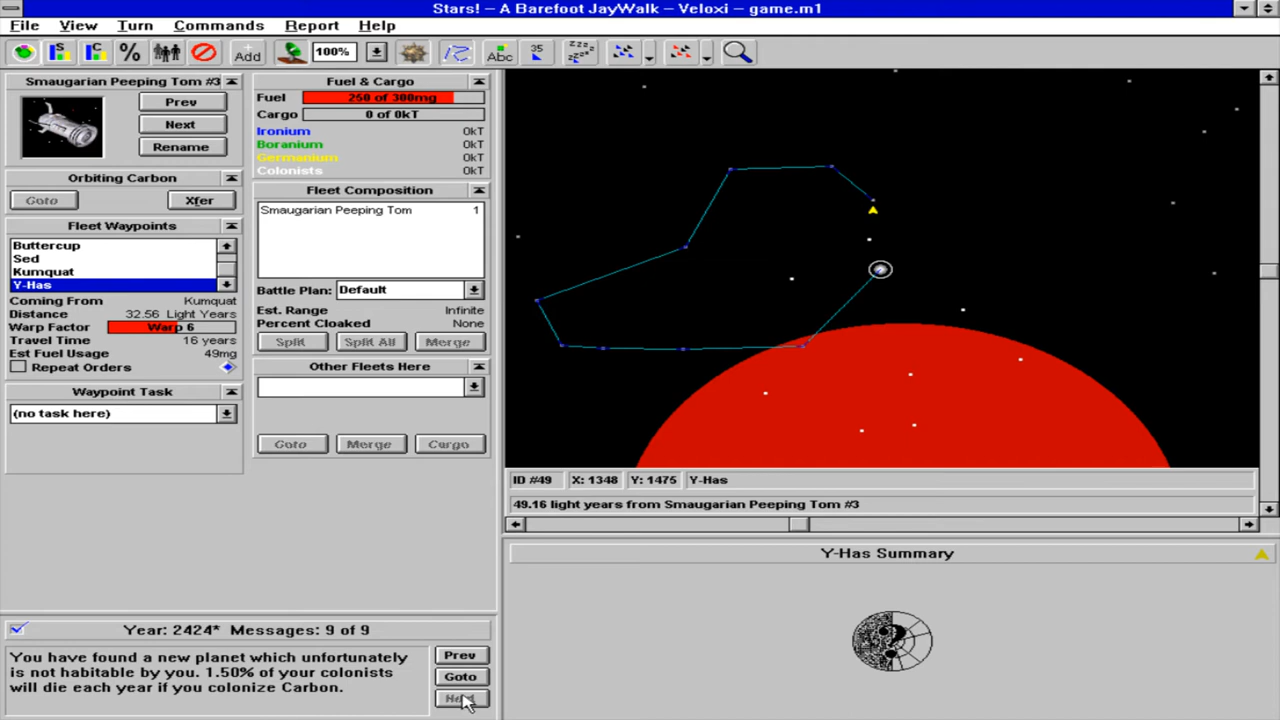 Stars! – A Barefoot JayWalk – Veloxi – game.m1
File View Turn Commands Report Help
S C % Add 100% Abc 35 zzzz zzzz
Smaugarian Peeping Tom #3
Prev
Next
Rename
Orbiting Carbon
Goto Xfer
Fleet Waypoints
Buttercup
Sed
Kumquat
Y-Has
Coming From Kumquat
Distance 32.56 Light Years
Warp Factor Warp 6
Travel Time 16 years
Est Fuel Usage 49mg
Repeat Orders
Waypoint Task
(no task here)
Fuel & Cargo
Fuel 250 of 300mg
Cargo 0 of 0kT
Ironium 0kT
Boranium 0kT
Germanium 0kT
Colonists 0kT
Fleet Composition
Smaugarian Peeping Tom 1
Battle Plan: Default
Est. Range Infinite
Percent Cloaked None
Split Split All Merge
Other Fleets Here
Goto Merge Cargo
ID #49 X: 1348 Y: 1475 Y-Has
49.16 light years from Smaugarian Peeping Tom #3
Y-Has Summary
?
Year: 2424* Messages: 9 of 9
You have found a new planet which unfortunately
is not habitable by you. 1.50% of your colonists
will die each year if you colonize Carbon.
Prev
Goto
Next